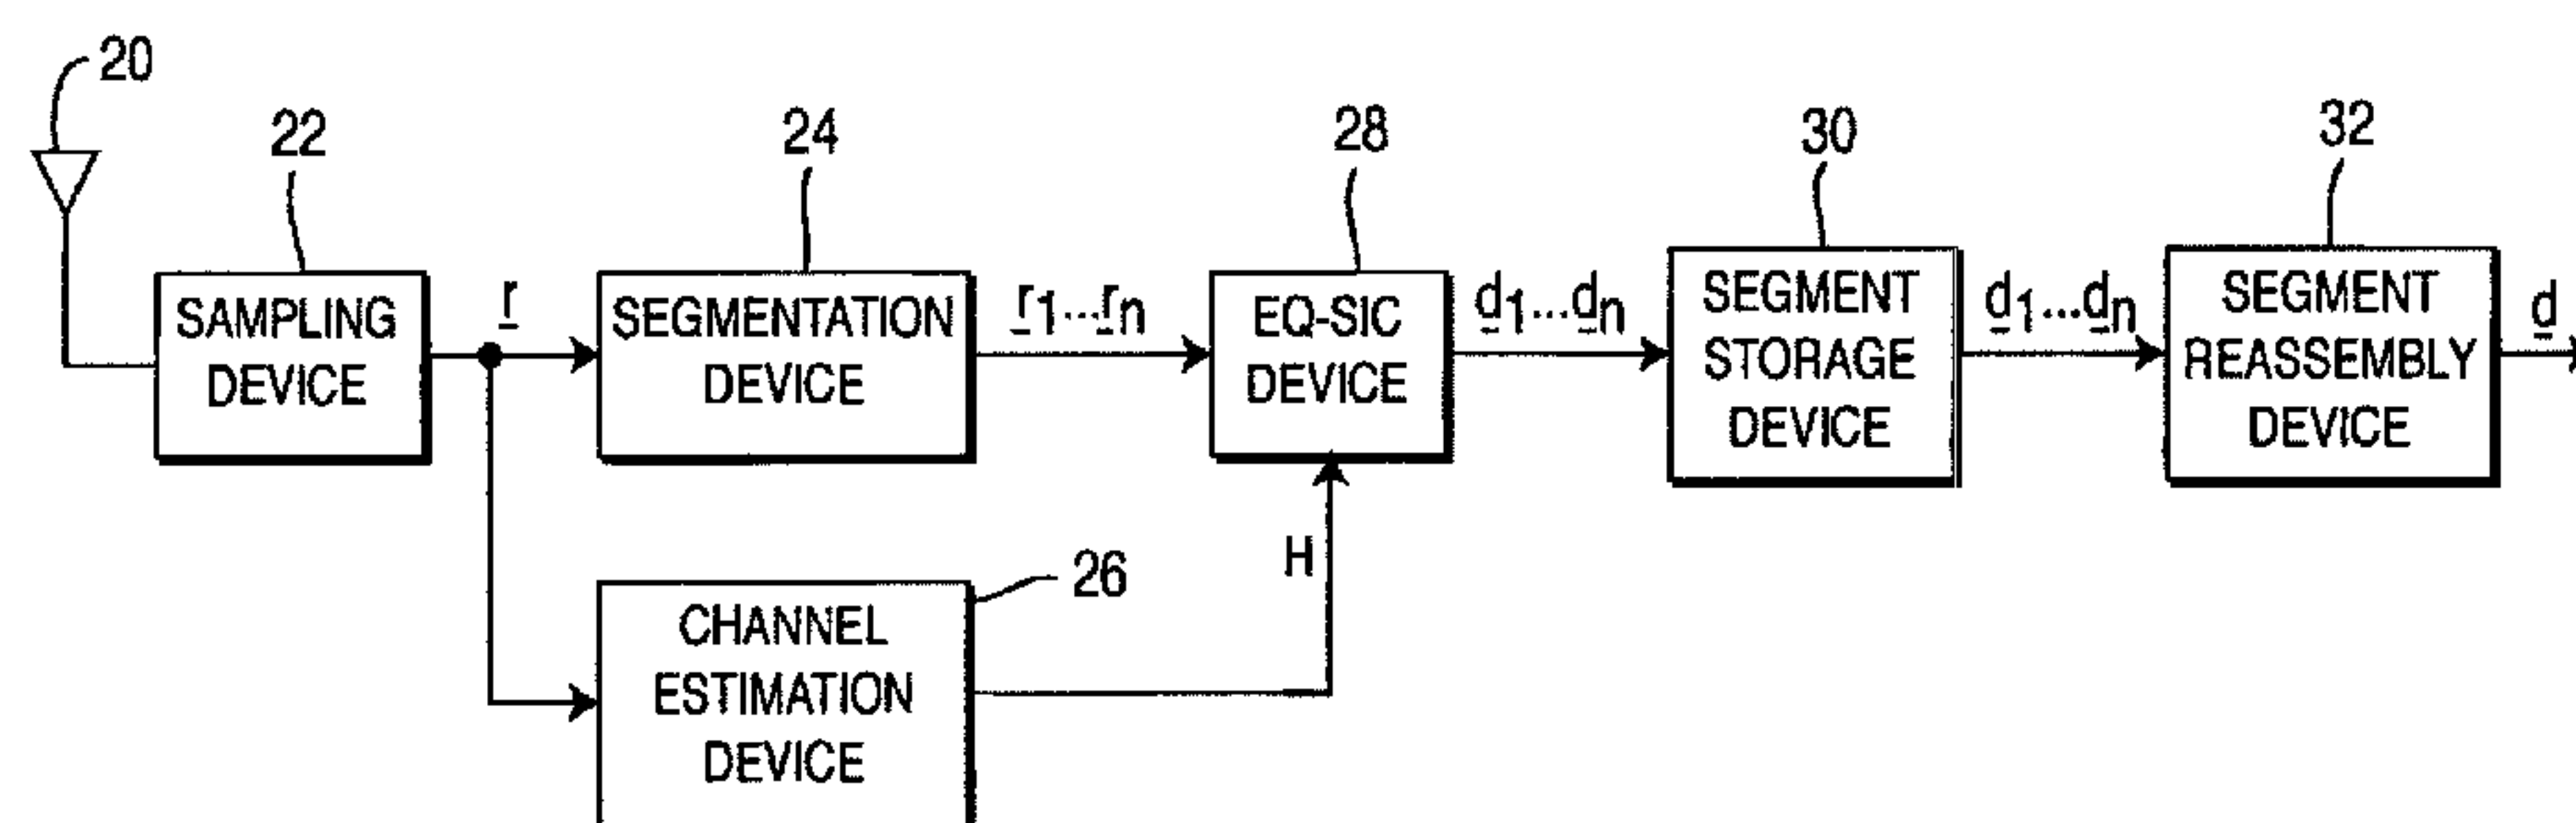 20
22
24
28
30
32
SAMPLING
DEVICE
r
SEGMENTATION
DEVICE
r1...rn
EQ-SIC
DEVICE
d1...dn
SEGMENT
STORAGE
DEVICE
d1...dn
SEGMENT
REASSEMBLY
DEVICE
d
H
26
CHANNEL
ESTIMATION
DEVICE